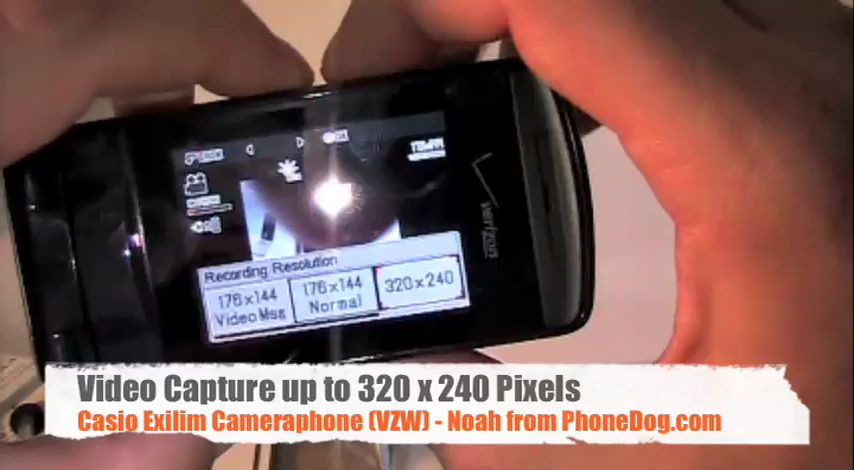 Recording Resolution
176x144
Video Msg
176x144
Normal
320x240
verizon
Video Capture up to 320 x 240 Pixels
Casio Exilim Cameraphone (VZW) - Noah from PhoneDog.com